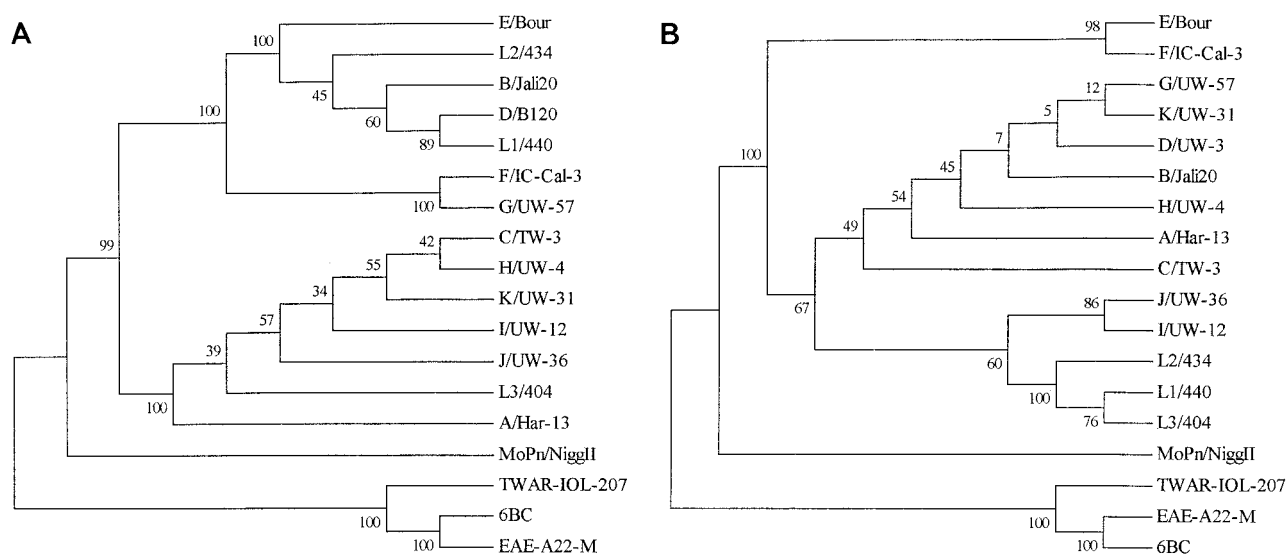 A
E/Bour
100
L2/434
45
B/Jali20
60
D/B120
89
L1/440
100
F/IC-Cal-3
100
G/UW-57
99
C/TW-3
42
H/UW-4
55
K/UW-31
34
I/UW-12
57
J/UW-36
39
L3/404
100
A/Har-13
MoPn/NiggII
TWAR-IOL-207
100
6BC
100
EAE-A22-M
B
E/Bour
98
F/IC-Cal-3
G/UW-57
12
K/UW-31
5
D/UW-3
7
B/Jali20
100
45
H/UW-4
54
A/Har-13
49
C/TW-3
67
J/UW-36
86
I/UW-12
60
L2/434
100
L1/440
76
L3/404
MoPn/NiggII
TWAR-IOL-207
100
EAE-A22-M
100
6BC